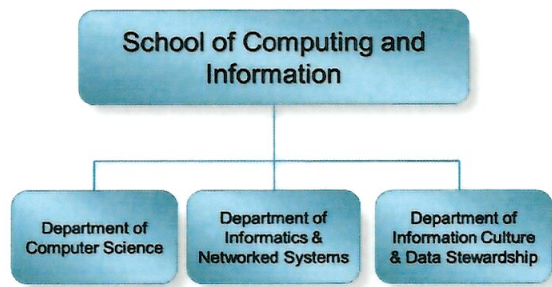 School of Computing and
Information
Department of
Computer Science
Department of
Informatics &
Networked Systems
Department of
Information Culture
& Data Stewardship